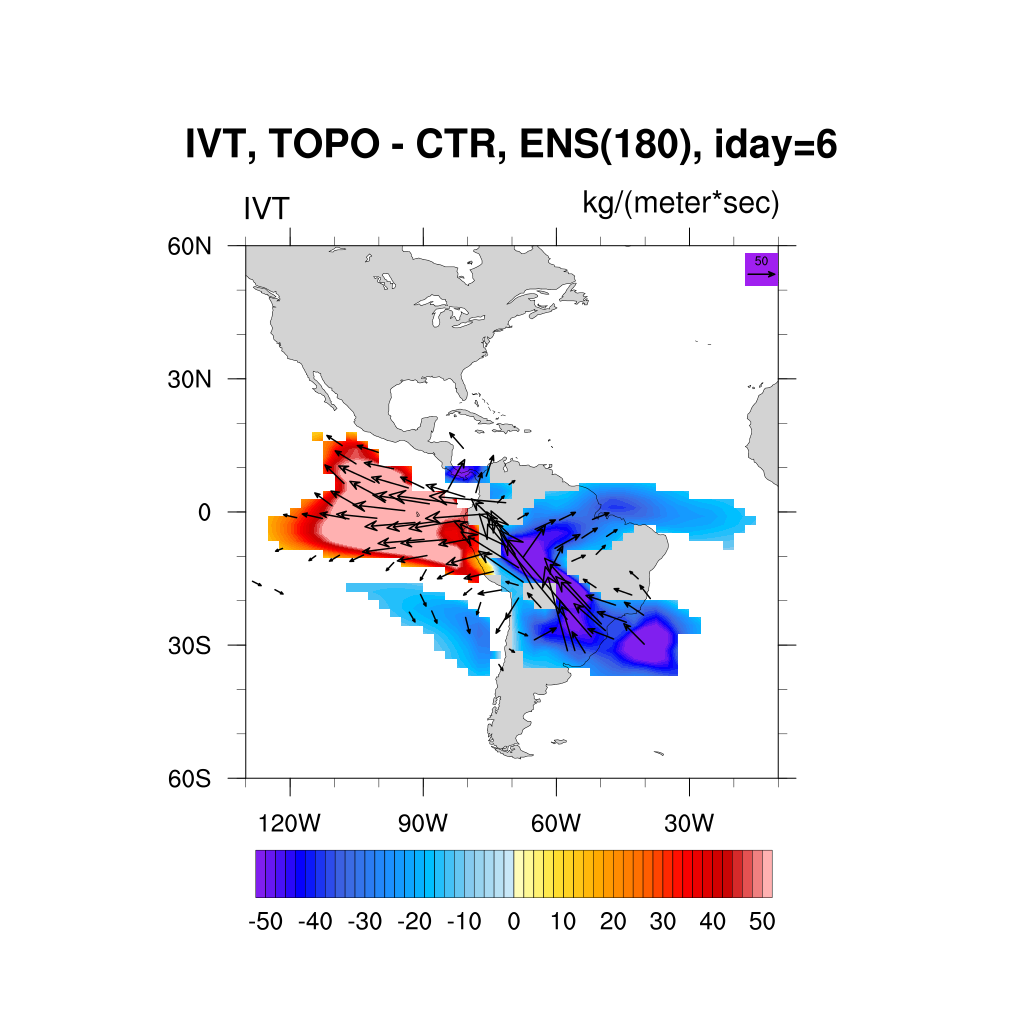 IVT, TOPO - CTR, ENS(180), iday=6
IVT kg/(meter*sec)
50
60N
30N
0
30S
60S
120W 90W 60W 30W
-50 -40 -30 -20 -10 0 10 20 30 40 50